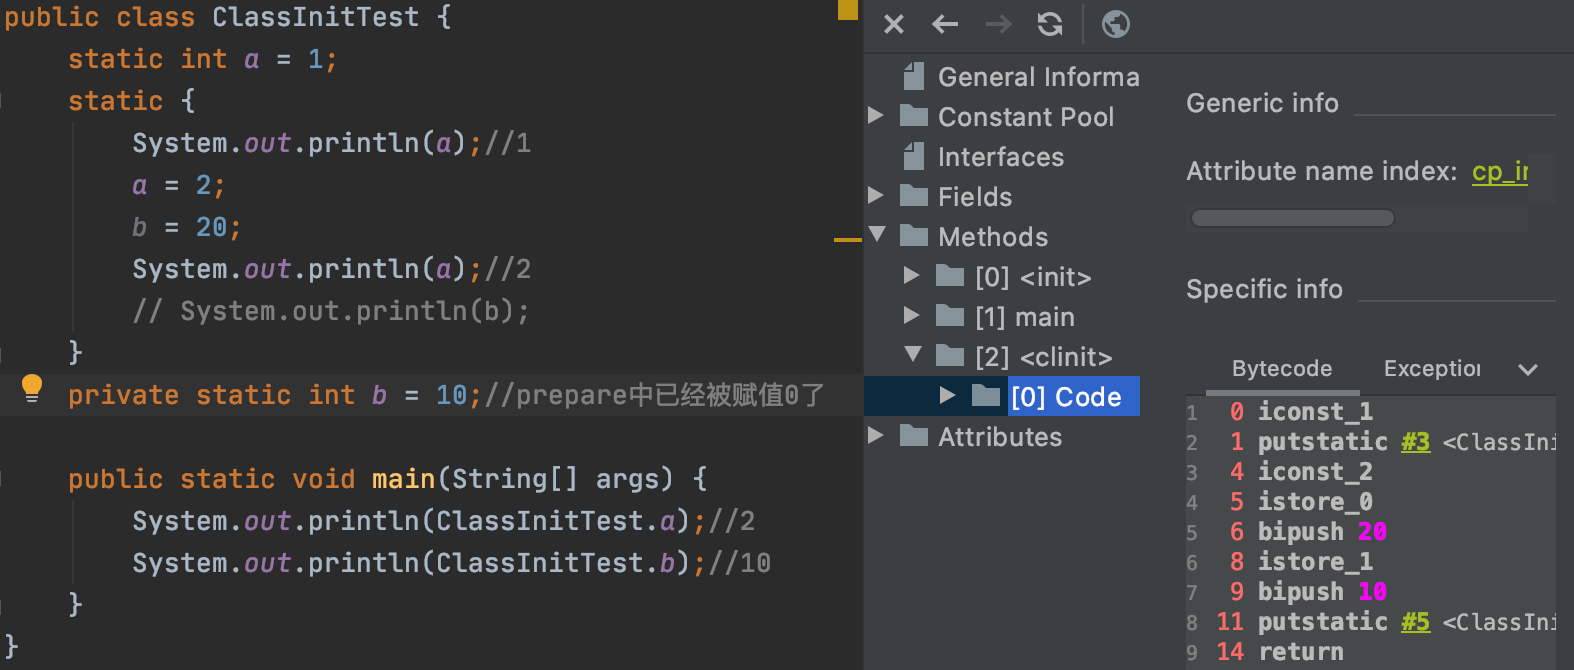 public class ClassInitTest {
static int a = 1;
static {
System.out.println(a);//1
a = 2;
b = 20;
System.out.println(a);//2
// System.out.println(b);
}
private static int b = 10;//prepare中已经被赋值0了
public static void main(String[] args) {
System.out.println(ClassInitTest.a);//2
System.out.println(ClassInitTest.b);//10
}
}
General Informa
Constant Pool
Interfaces
Fields
Methods
[0] <init>
[1] main
[2] <clinit>
[0] Code
Attributes
Generic info
Attribute name index: cp_in
Specific info
Bytecode Exception
1 0 iconst_1
2 1 putstatic #3 <ClassIni
3 4 iconst_2
4 5 istore_0
5 6 bipush 20
6 8 istore_1
7 9 bipush 10
8 11 putstatic #5 <ClassIni
9 14 return